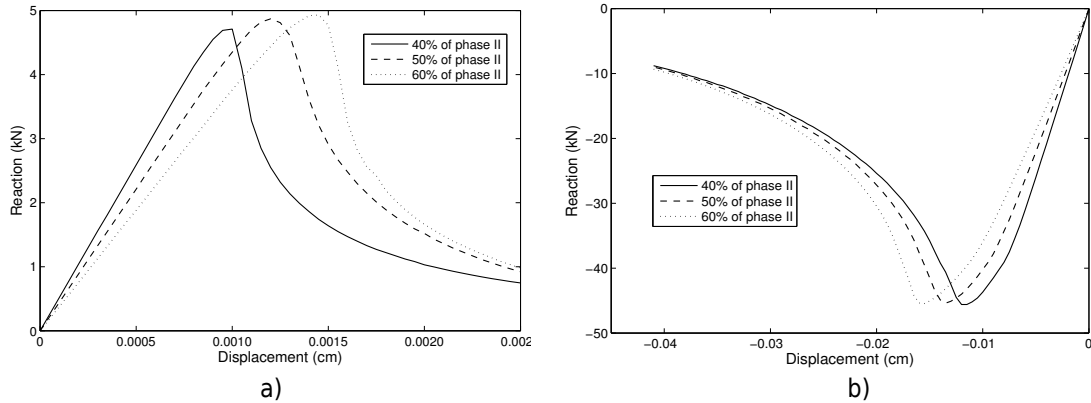 5
4
3
2
1
0
Reaction (kN)
40% of phase II
50% of phase II
60% of phase II
0
0.0005
0.0010
0.0015
0.0020
0.002
Displacement (cm)
a)
0
−10
−20
−30
−40
−50
Reaction (kN)
40% of phase II
50% of phase II
60% of phase II
−0.04
−0.03
−0.02
−0.01
0
Displacement (cm)
b)